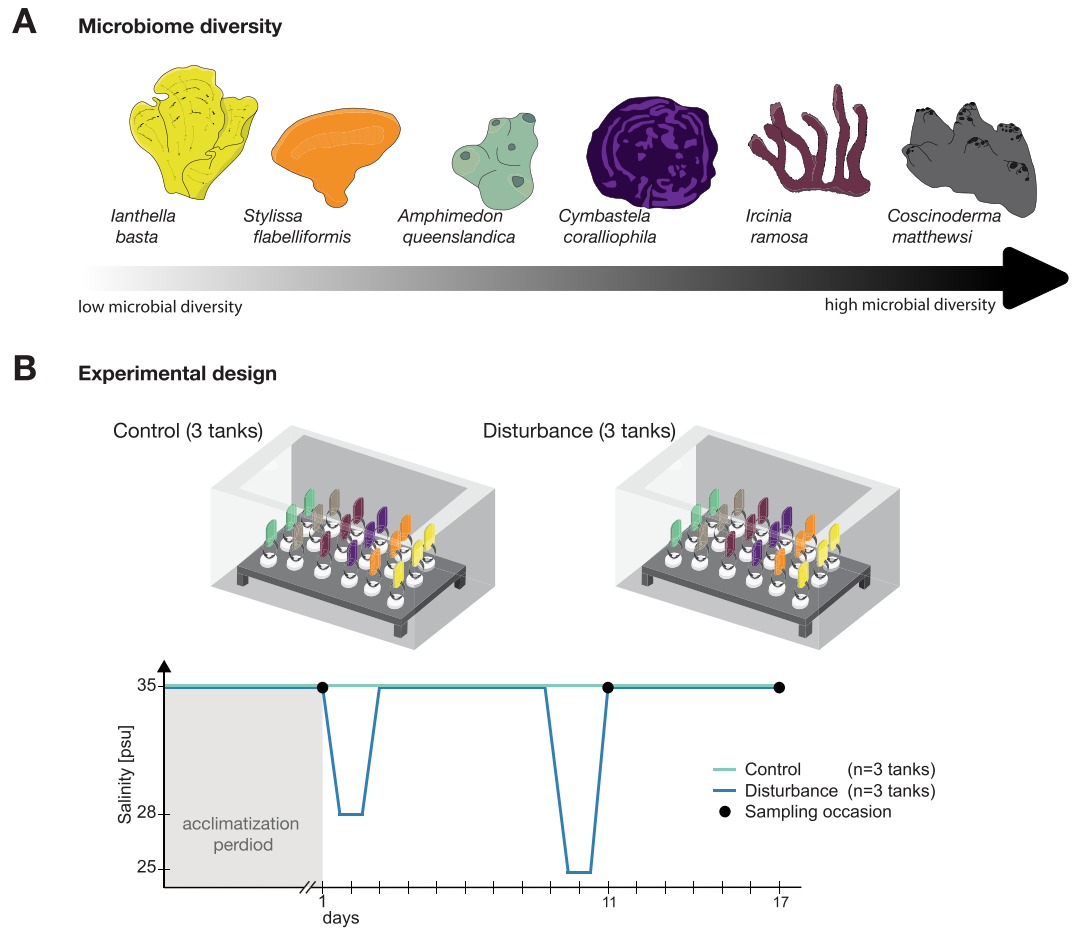 A
Microbiome diversity
Ianthella
basta
Stylissa
flabelliformis
Amphimedon
queenslandica
Cymbastela
coralliophila
Ircinia
ramosa
Coscinoderma
matthewsi
low microbial diversity
high microbial diversity
B
Experimental design
Control (3 tanks)
Disturbance (3 tanks)
35
28
25
Salinity [psu]
acclimatization
perdiod
1
11
17
days
Control (n=3 tanks)
Disturbance (n=3 tanks)
Sampling occasion